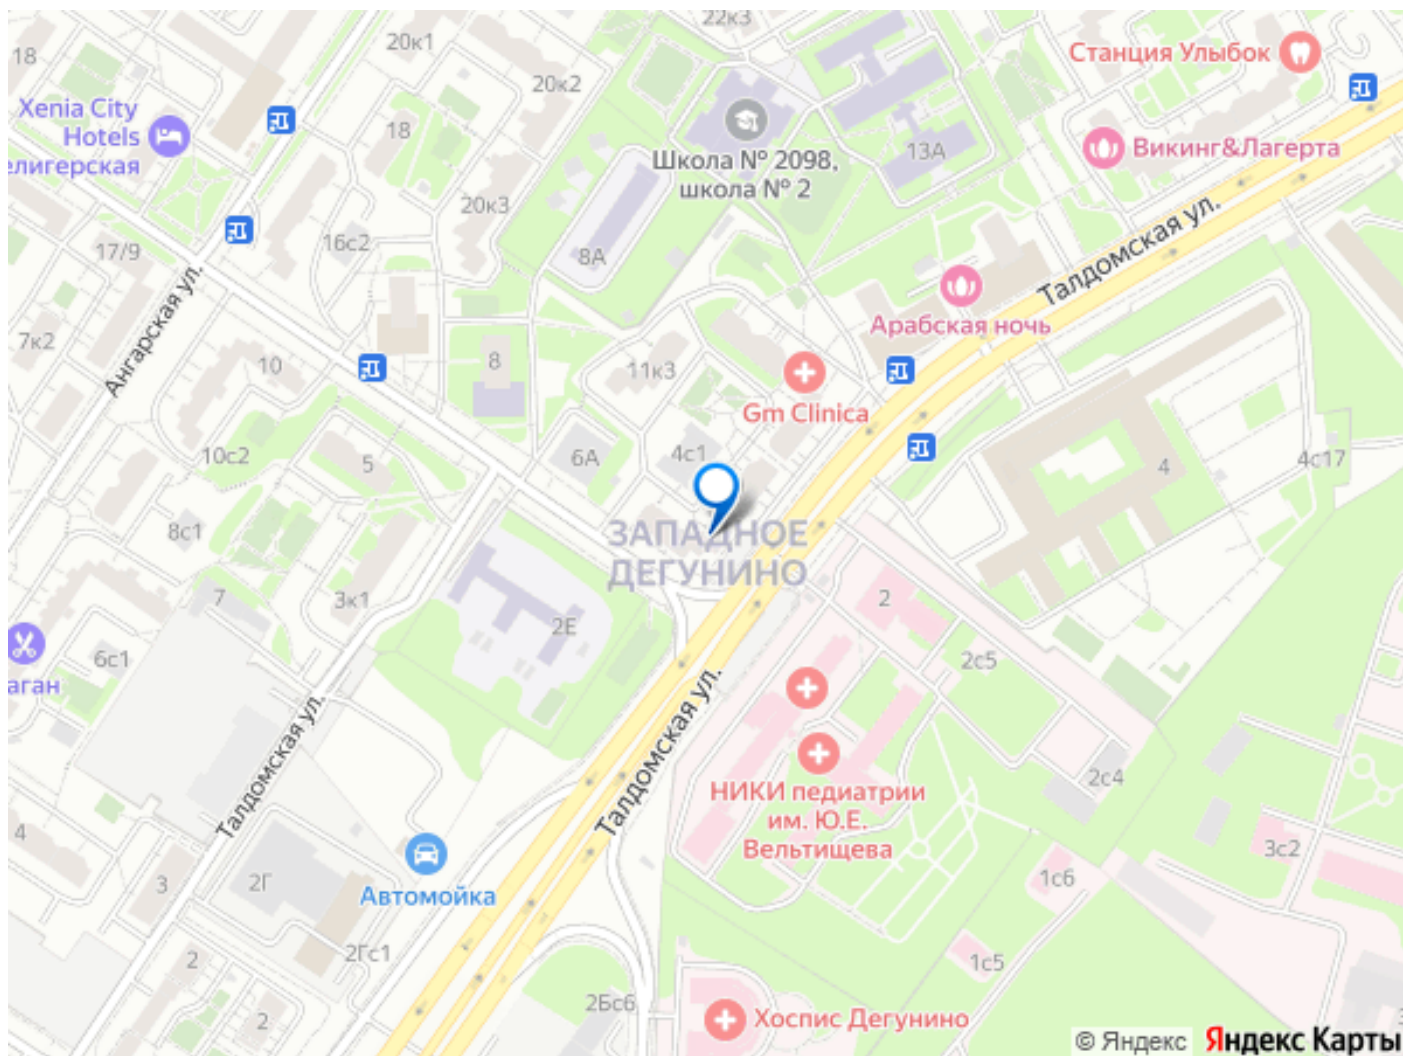 22к3
20к1
18
Станция Улыбок
20к2
Xenia City
Hotels
елигерская
18
Викинг&Лагерта
13А
Школа № 2098,
школа № 2
20к3
Талдомская ул.
16с2
17/9
8А
Ангарская ул.
Арабская ночь
7к2
8
10
11к3
Gm Clinica
10с2
5
6А
4с1
4
4с17
8с1
ЗАПАДНОЕ
ДЕГУНИНО
7
3к1
2
2Е
6с1
2с5
аган
Талдомская ул.
Талдомская ул.
НИКИ педиатрии
им. Ю.Е.
Вельтищева
2с4
4
3с2
3
2Г
Автомойка
1с6
2Гс1
2
1с5
2Бс6
2
Хоспис Дегунино
© Яндекс Яндекс Карты